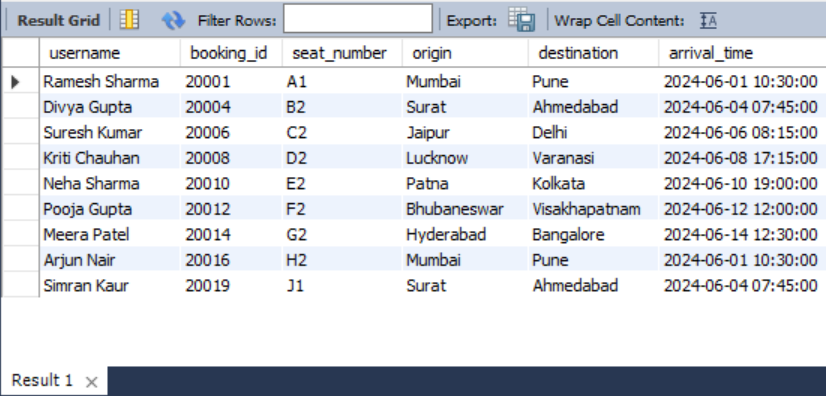 Result Grid Filter Rows: Export: Wrap Cell Content:
username booking_id seat_number origin destination arrival_time
Ramesh Sharma 20001 A1 Mumbai Pune 2024-06-01 10:30:00
Divya Gupta 20004 B2 Surat Ahmedabad 2024-06-04 07:45:00
Suresh Kumar 20006 C2 Jaipur Delhi 2024-06-06 08:15:00
Kriti Chauhan 20008 D2 Lucknow Varanasi 2024-06-08 17:15:00
Neha Sharma 20010 E2 Patna Kolkata 2024-06-10 19:00:00
Pooja Gupta 20012 F2 Bhubaneswar Visakhapatnam 2024-06-12 12:00:00
Meera Patel 20014 G2 Hyderabad Bangalore 2024-06-14 12:30:00
Arjun Nair 20016 H2 Mumbai Pune 2024-06-01 10:30:00
Simran Kaur 20019 J1 Surat Ahmedabad 2024-06-04 07:45:00
Result 1